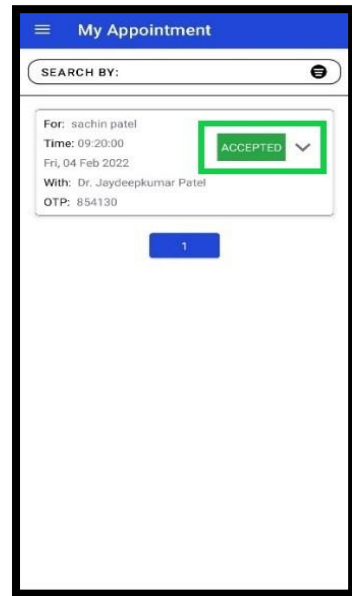 My Appointment
SEARCH BY:
For: sachin patel
Time: 09:20:00
ACCEPTED
Fri, 04 Feb 2022
With: Dr. Jaydeepkumar Patel
OTP: 854130
1